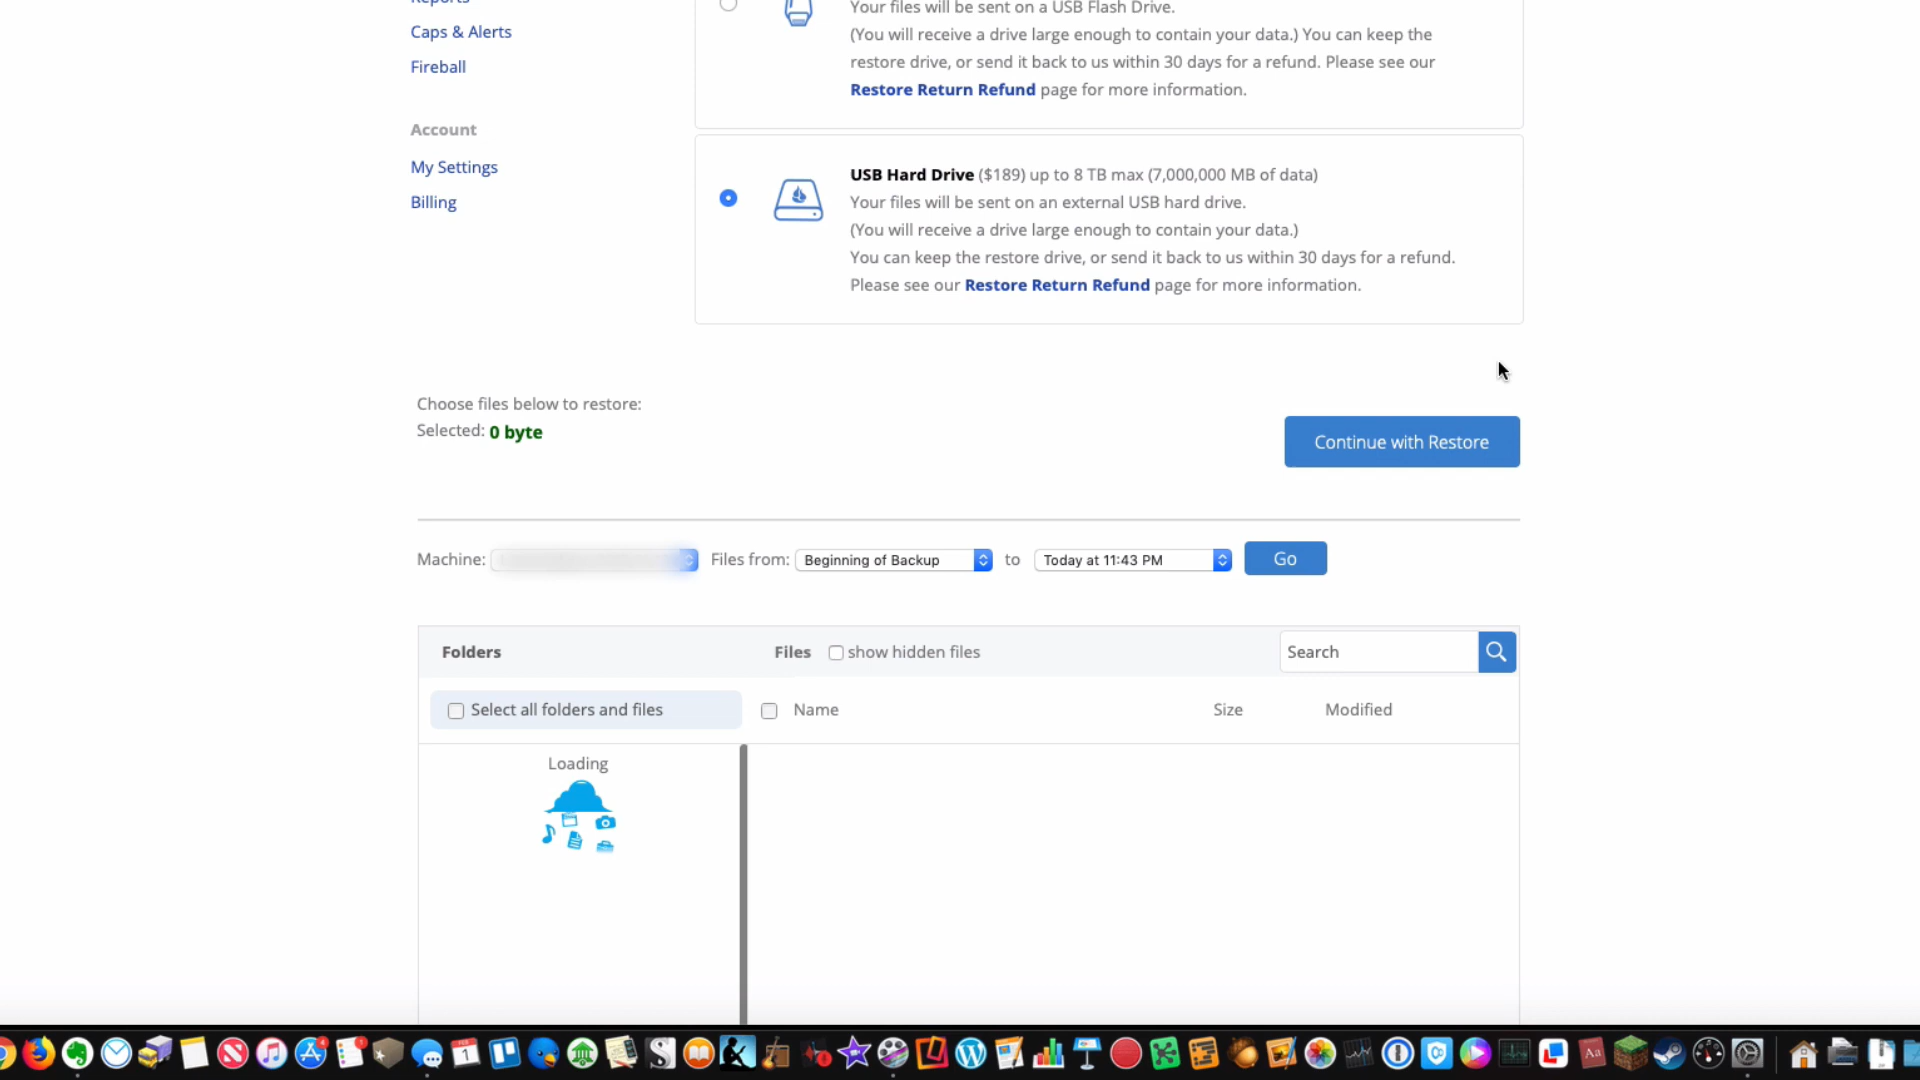 Reports
Your files will be sent on a USB Flash Drive.
Caps & Alerts
(You will receive a drive large enough to contain your data.) You can keep the
restore drive, or send it back to us within 30 days for a refund. Please see our
Fireball
Restore Return Refund page for more information.
Account
My Settings
Billing
USB Hard Drive ($189) up to 8 TB max (7,000,000 MB of data)
Your files will be sent on an external USB hard drive.
(You will receive a drive large enough to contain your data.)
You can keep the restore drive, or send it back to us within 30 days for a refund.
Please see our Restore Return Refund page for more information.
Choose files below to restore:
Selected: 0 byte
Continue with Restore
Machine: Files from: Beginning of Backup to Today at 11:43 PM Go
Folders Files show hidden files Search
Select all folders and files Name Size Modified
Loading